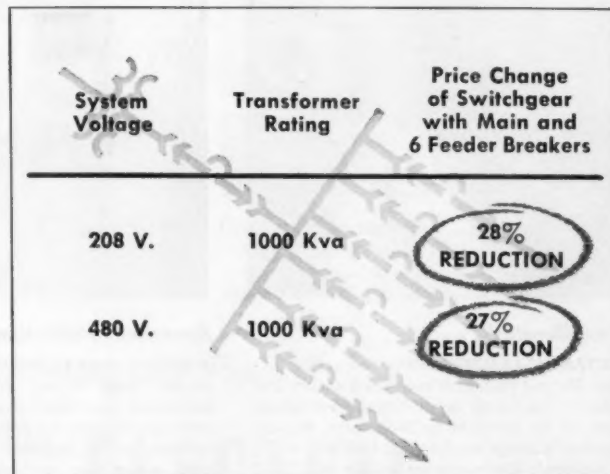 System Voltage
Transformer Rating
Price Change of Switchgear with Main and 6 Feeder Breakers
208 V.
1000 Kva
28% REDUCTION
480 V.
1000 Kva
27% REDUCTION